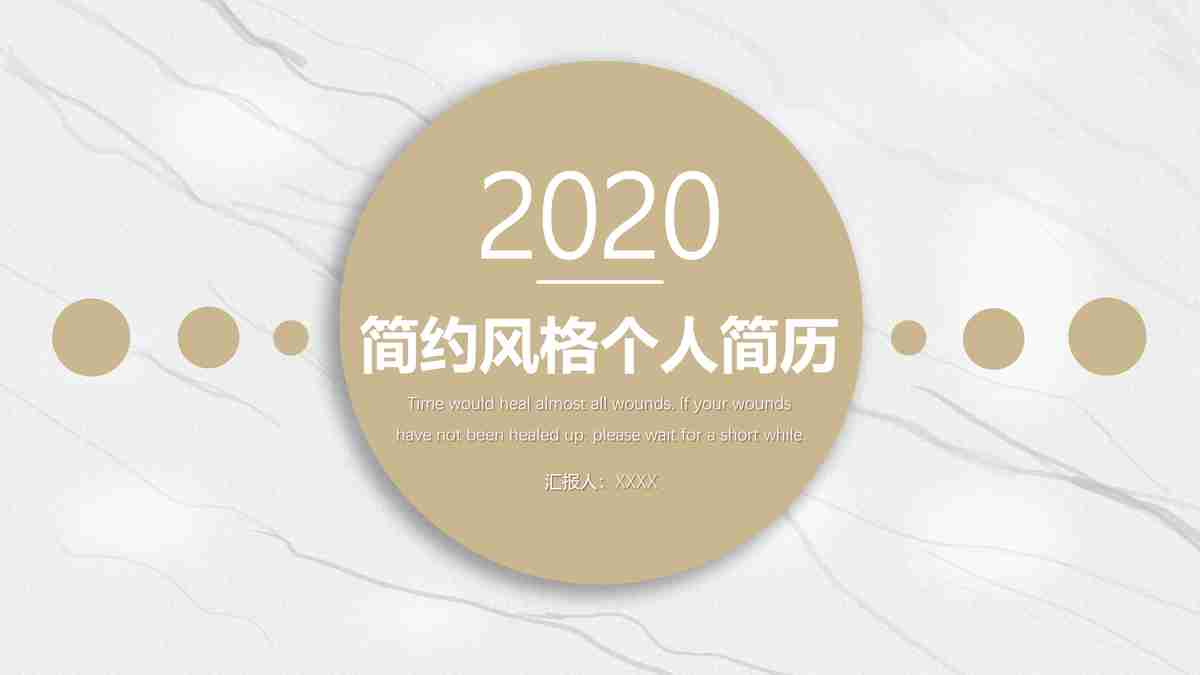 2020
简约风格个人简历
Time would heal almost all wounds. If your wounds
have not been healed up, please wait for a short while.
汇报人：XXXX